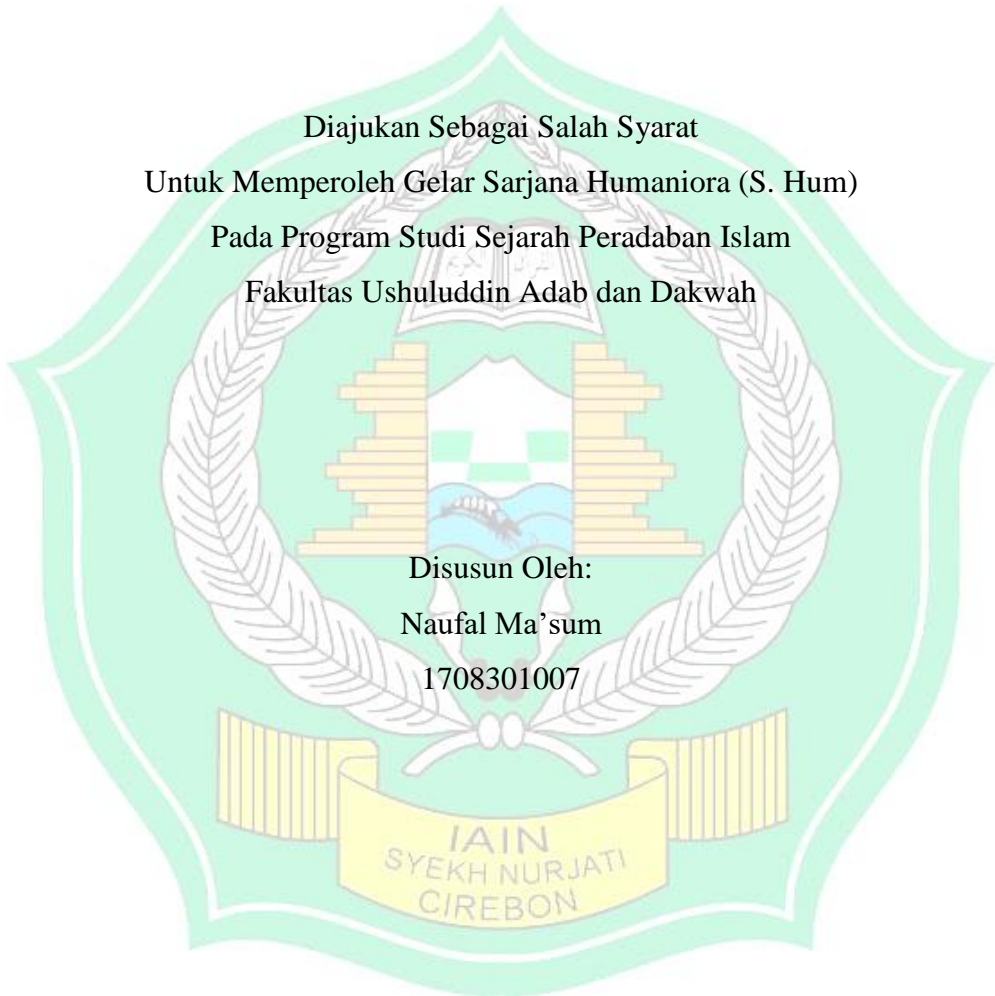 Diajukan Sebagai Salah Syarat
Untuk Memperoleh Gelar Sarjana Humaniora (S. Hum)
Pada Program Studi Sejarah Peradaban Islam
Fakultas Ushuluddin Adab dan Dakwah
Disusun Oleh:
Naufal Ma’sum
1708301007
IAIN
SYEKH NURJATI
CIREBON